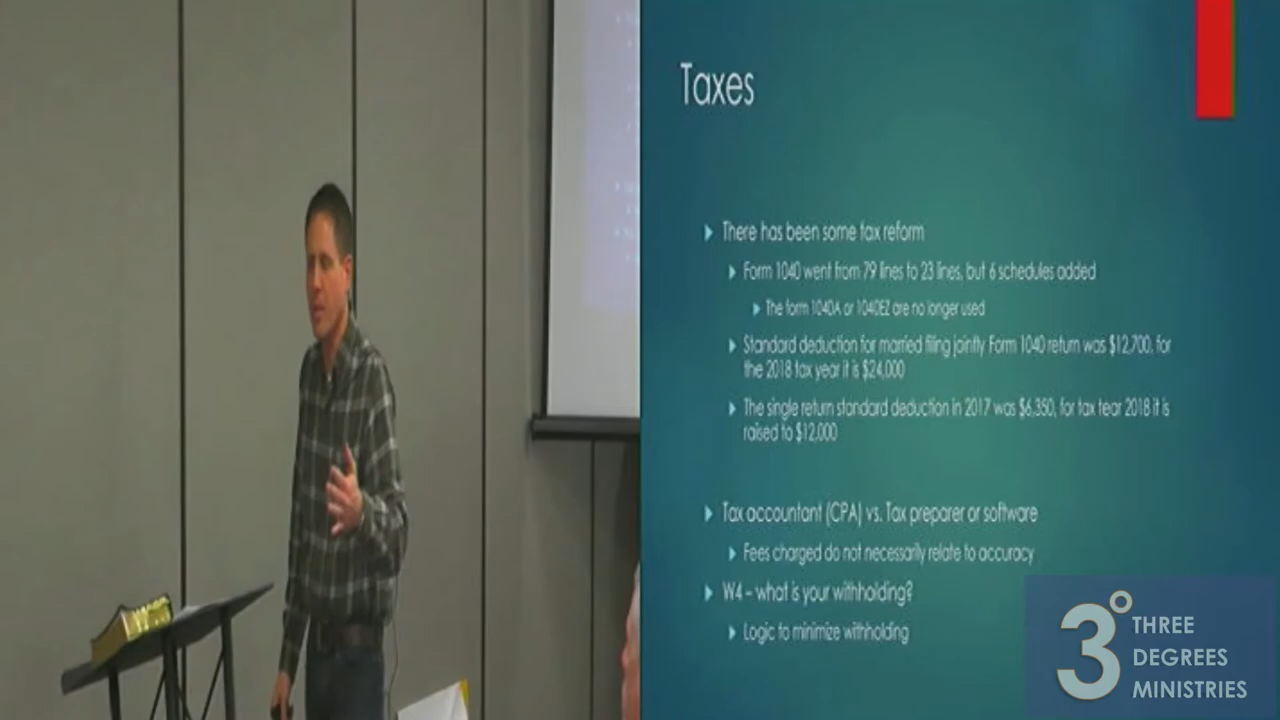 Taxes
There has been some tax reform
Form 1040 went from 79 lines to 23 lines, but 6 schedules added
The form 1040A or 1040EZ are no longer used
Standard deduction for married filing jointly Form 1040 return was $12,700, for
the 2018 tax year it is $24,000
The single return standard deduction in 2017 was $6,350, for tax tear 2018 it is
raised to $12,000
Tax accountant (CPA) vs. Tax preparer or software
Fees charged do not necessarily relate to accuracy
W4 – what is your withholding?
Logic to minimize withholding
3°
THREE
DEGREES
MINISTRIES